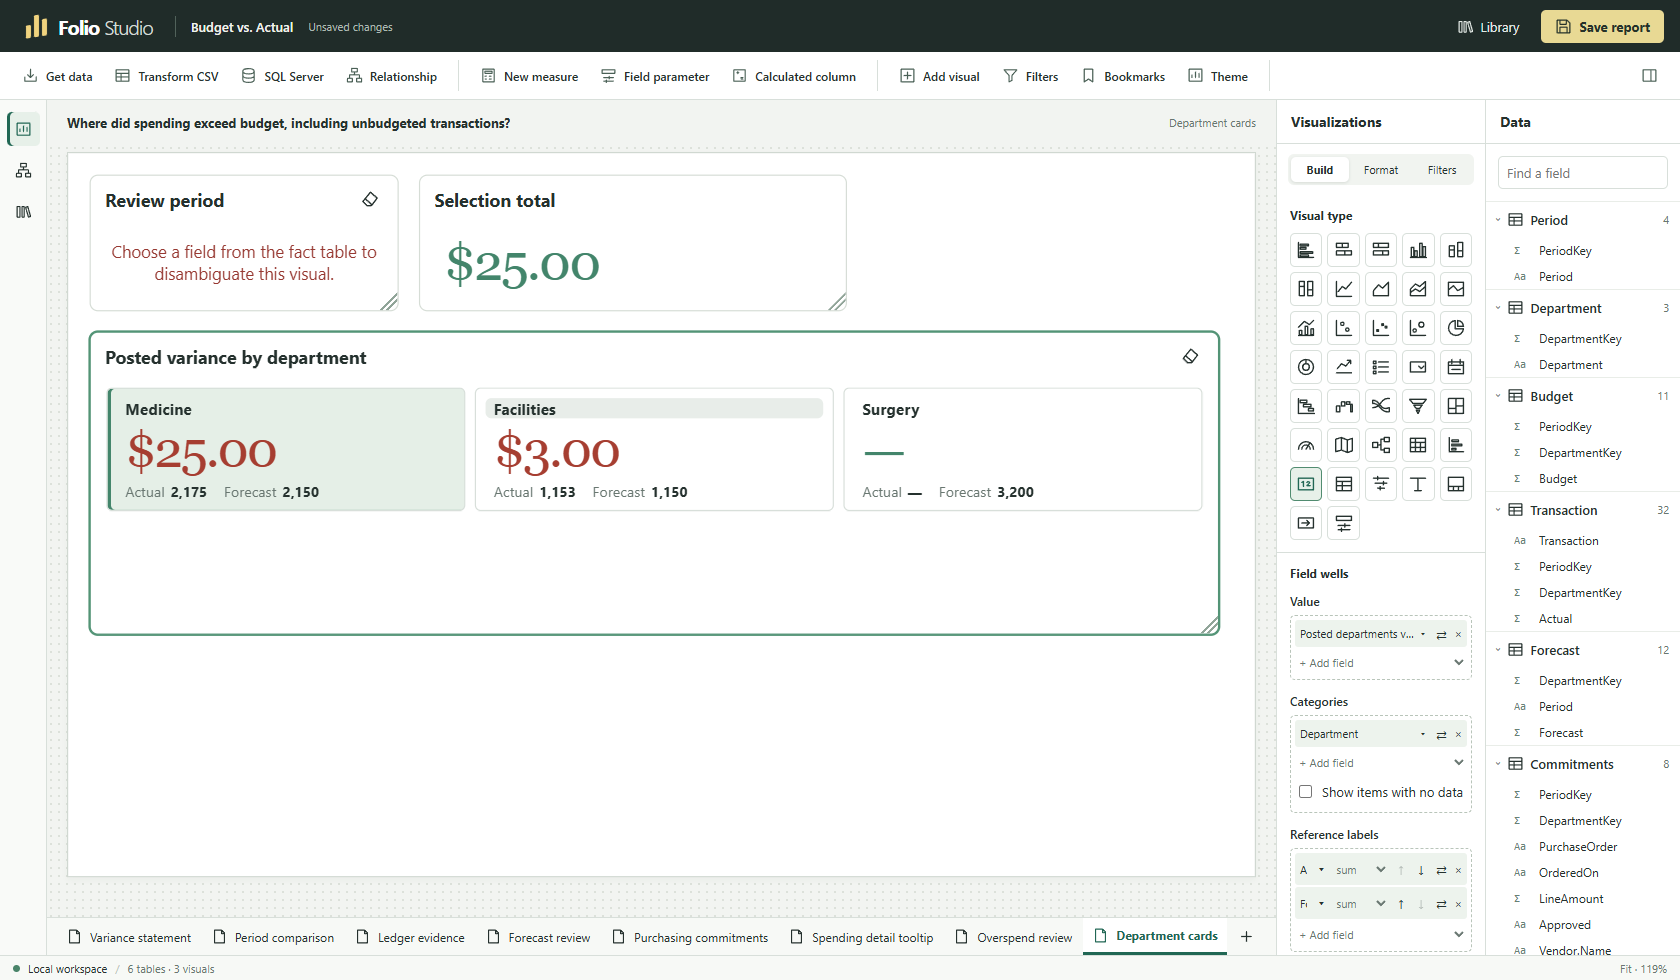 Folio Studio
Budget vs. Actual
Unsaved changes
Library
Save report
Get data
Transform CSV
SQL Server
Relationship
New measure
Field parameter
Calculated column
Add visual
Filters
Bookmarks
Theme
Where did spending exceed budget, including unbudgeted transactions?
Department cards
Review period
Choose a field from the fact table to
disambiguate this visual.
Selection total
$25.00
Posted variance by department
Medicine
$25.00
Actual 2,175 Forecast 2,150
Facilities
$3.00
Actual 1,153 Forecast 1,150
Surgery
—
Actual — Forecast 3,200
Visualizations
Build
Format
Filters
Visual type
Field wells
Value
Posted departments v...
+ Add field
Categories
Department
+ Add field
Show items with no data
Reference labels
A sum
Fo sum
+ Add field
Data
Find a field
Period 4
Σ PeriodKey
Aa Period
Department 3
Σ DepartmentKey
Aa Department
Budget 11
Σ PeriodKey
Σ DepartmentKey
Σ Budget
Transaction 32
Aa Transaction
Σ PeriodKey
Σ DepartmentKey
Σ Actual
Forecast 12
Σ DepartmentKey
Aa Period
Σ Forecast
Commitments 8
Σ PeriodKey
Σ DepartmentKey
Aa PurchaseOrder
Aa OrderedOn
Σ LineAmount
Aa Approved
Aa Vendor.Name
Variance statement
Period comparison
Ledger evidence
Forecast review
Purchasing commitments
Spending detail tooltip
Overspend review
Department cards
Local workspace / 6 tables · 3 visuals
Fit · 119%